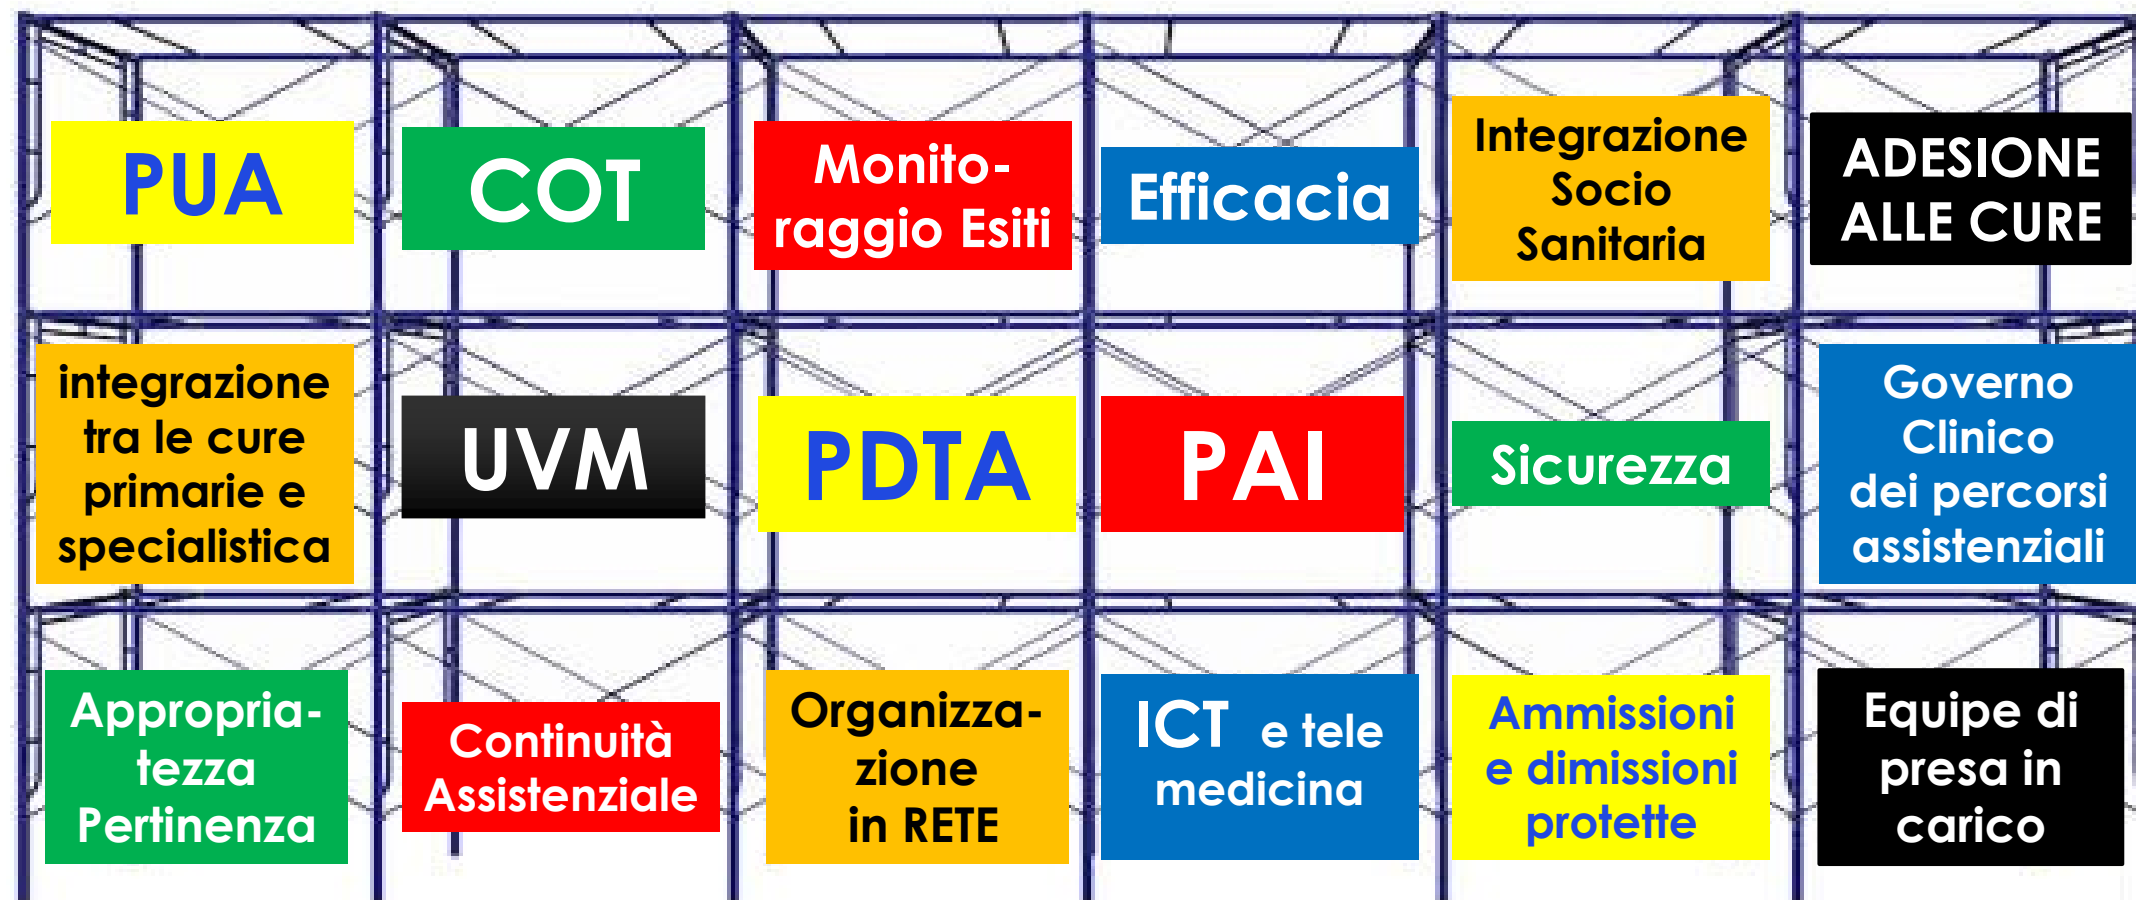 PUA
COT
Monito-
raggio Esiti
Efficacia
Integrazione
Socio
Sanitaria
ADESIONE
ALLE CURE
integrazione
tra le cure
primarie e
specialistica
UVM
PDTA
PAI
Sicurezza
Governo
Clinico
dei percorsi
assistenziali
Appropria-
tezza
Pertinenza
Continuità
Assistenziale
Organizza-
zione
in RETE
ICT e tele
medicina
Ammissioni
e dimissioni
protette
Equipe di
presa in
carico